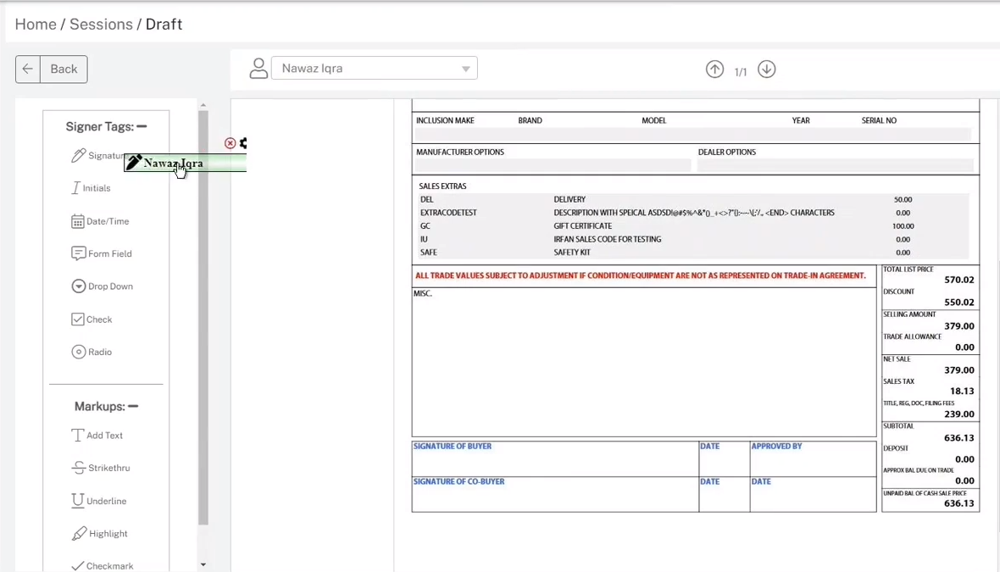 Home / Sessions / Draft
Back
Nawaz Iqra
1/1
Signer Tags:
Signatur
Nawaz Iqra
Initials
Date/Time
Form Field
Drop Down
Check
Radio
Markups:
Add Text
Strikethru
Underline
Highlight
Checkmark
INCLUSION MAKE BRAND MODEL YEAR SERIAL NO
MANUFACTURER OPTIONS DEALER OPTIONS
SALES EXTRAS
DEL DELIVERY 50.00
EXTRACODETEST DESCRIPTION WITH SPEICAL <END> CHARACTERS 0.00
GC GIFT CERTIFICATE 100.00
IU IRFAN SALES CODE FOR TESTING 0.00
SAFE SAFETY KIT 0.00
ALL TRADE VALUES SUBJECT TO ADJUSTMENT IF CONDITION/EQUIPMENT ARE NOT AS REPRESENTED ON TRADE-IN AGREEMENT.
MISC.
TOTAL LIST PRICE
570.02
DISCOUNT
550.02
SELLING AMOUNT
379.00
TRADE ALLOWANCE
0.00
NET SALE
379.00
SALES TAX
18.13
TITLE, REG, DOC, FILING FEES
239.00
SUBTOTAL
636.13
DEPOSIT
0.00
APPROX BAL DUE ON TRADE
0.00
UNPAID BAL OF CASH SALE PRICE
636.13
SIGNATURE OF BUYER DATE APPROVED BY
SIGNATURE OF CO-BUYER DATE DATE